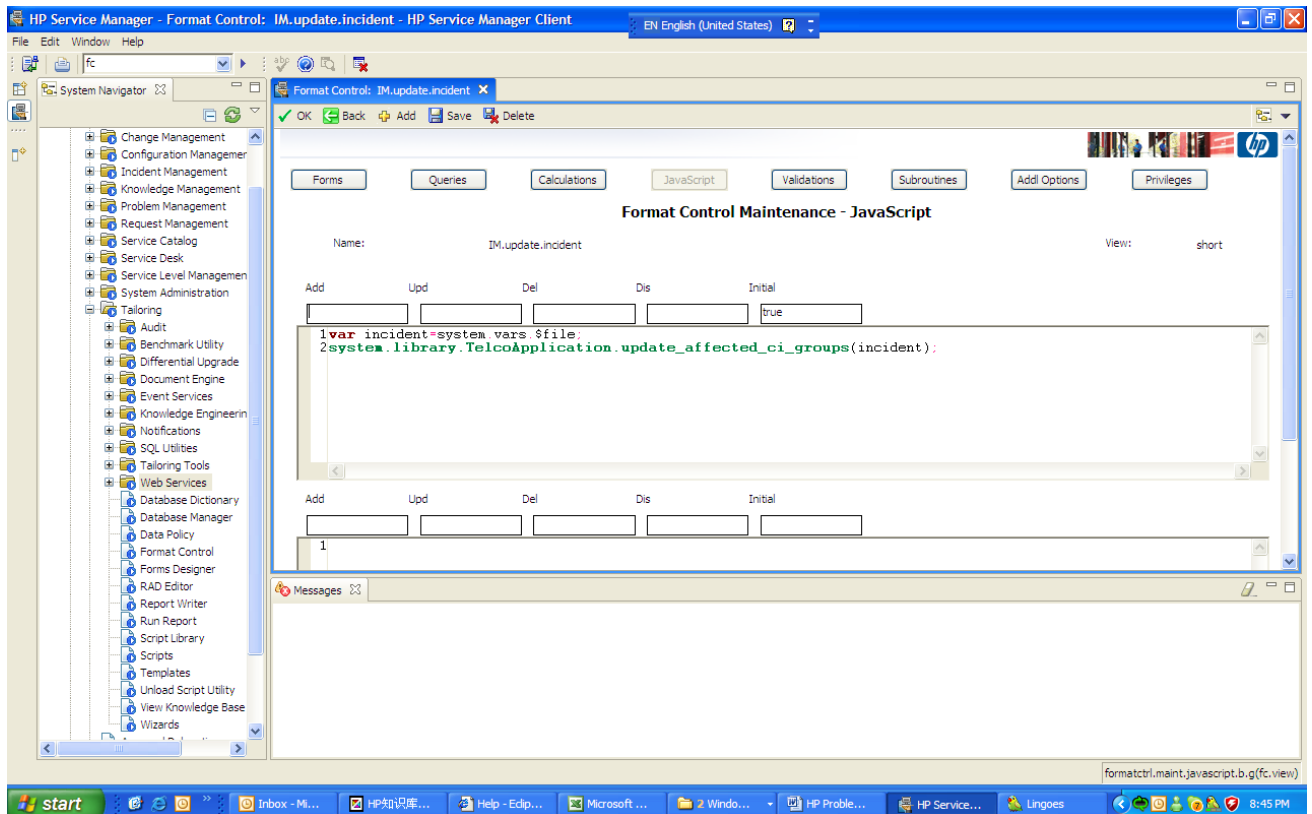 HP Service Manager - Format Control: IM.update.incident - HP Service Manager Client
EN English (United States)
File Edit Window Help
fc
System Navigator
Format Control: IM.update.incident
OK Back Add Save Delete
Change Management
Configuration Managemer
Incident Management
Knowledge Management
Problem Management
Request Management
Service Catalog
Service Desk
Service Level Managemen
System Administration
Tailoring
Audit
Benchmark Utility
Differential Upgrade
Document Engine
Event Services
Knowledge Engineerin
Notifications
SQL Utilities
Tailoring Tools
Web Services
Database Dictionary
Database Manager
Data Policy
Format Control
Forms Designer
RAD Editor
Report Writer
Run Report
Script Library
Scripts
Templates
Unload Script Utility
View Knowledge Base
Wizards
hp
Forms Queries Calculations JavaScript Validations Subroutines Addl Options Privileges
Format Control Maintenance - JavaScript
Name: IM.update.incident View: short
Add Upd Del Dis Initial
true
1var incident=system.vars.$file;
2system.library.TelcoApplication.update_affected_ci_groups(incident);
Add Upd Del Dis Initial
1
Messages
formatctrl.maint.javascript.b.g(fc.view)
start Inbox - Mi... HP知识库... Help - Eclip... Microsoft ... 2 Windo... HP Proble... HP Service... Lingoes 8:45 PM